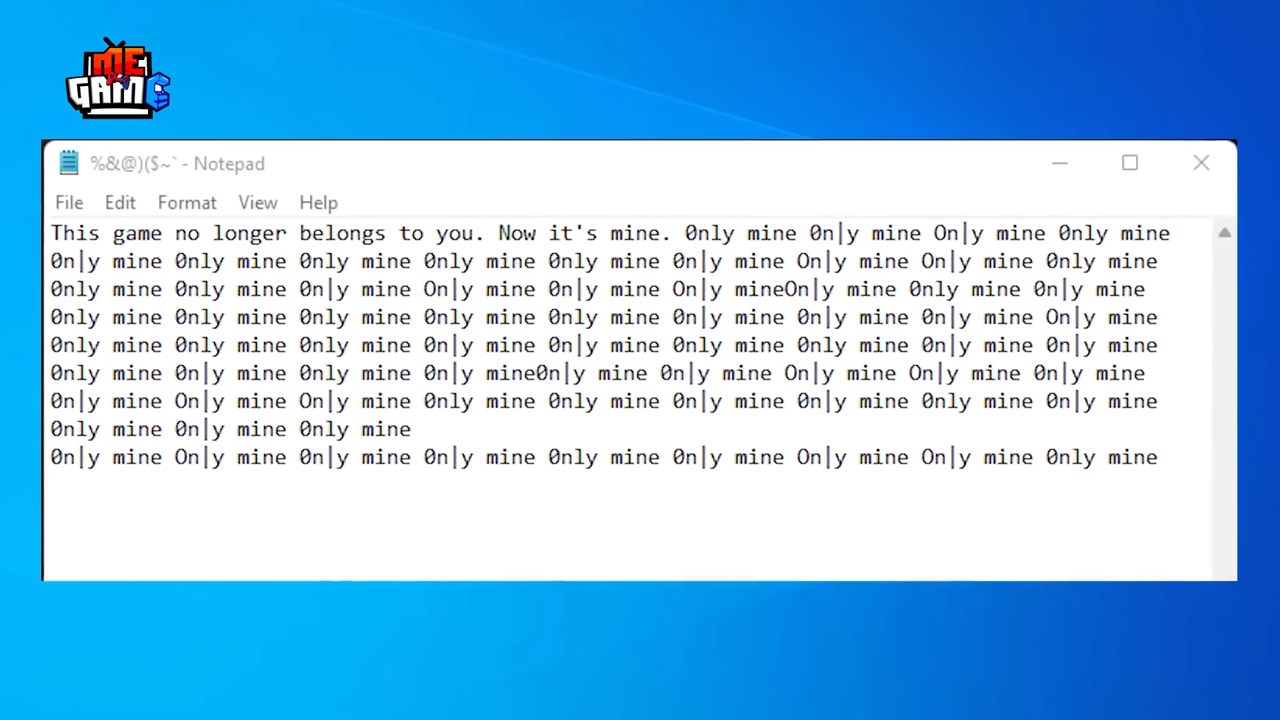 ME
GAME
%&@)($~` - Notepad
File Edit Format View Help
This game no longer belongs to you. Now it's mine. 0nly mine 0n|y mine On|y mine 0nly mine
0n|y mine 0nly mine 0nly mine 0nly mine 0nly mine 0n|y mine On|y mine On|y mine 0nly mine
0nly mine 0nly mine 0n|y mine On|y mine 0n|y mine On|y mineOn|y mine 0nly mine 0n|y mine
0nly mine 0nly mine 0nly mine 0nly mine 0nly mine 0n|y mine 0n|y mine 0n|y mine On|y mine
0nly mine 0nly mine 0nly mine 0n|y mine 0n|y mine 0nly mine 0nly mine 0n|y mine 0n|y mine
0nly mine 0n|y mine 0nly mine 0n|y mine0n|y mine 0n|y mine On|y mine On|y mine 0n|y mine
0n|y mine On|y mine On|y mine 0nly mine 0nly mine 0n|y mine 0n|y mine 0nly mine 0n|y mine
0nly mine 0n|y mine 0nly mine
0n|y mine On|y mine 0n|y mine 0n|y mine 0nly mine 0n|y mine On|y mine On|y mine 0nly mine